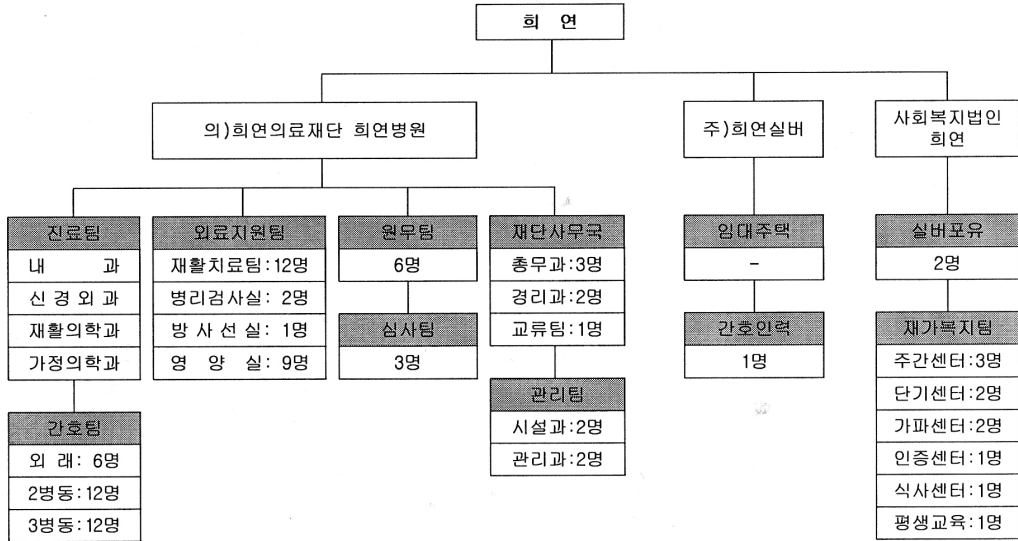 희 연
의)희연의료재단 희연병원
주)희연실버
사회복지법인
희연
진료팀
내 과
신 경 외 과
재활의학과
가정의학과
간호팀
외 래: 6명
2병동:12명
3병동:12명
외료지원팀
재활치료팀:12명
병리검사실: 2명
방 사 선 실: 1명
영 양 실: 9명
원무팀
6명
심사팀
3명
재단사무국
총무과:3명
경리과:2명
교류팀:1명
관리팀
시설과:2명
관리과:2명
임대주택
-
간호인력
1명
실버포유
2명
재가복지팀
주간센터:3명
단기센터:2명
가파센터:2명
인증센터:1명
식사센터:1명
평생교육:1명